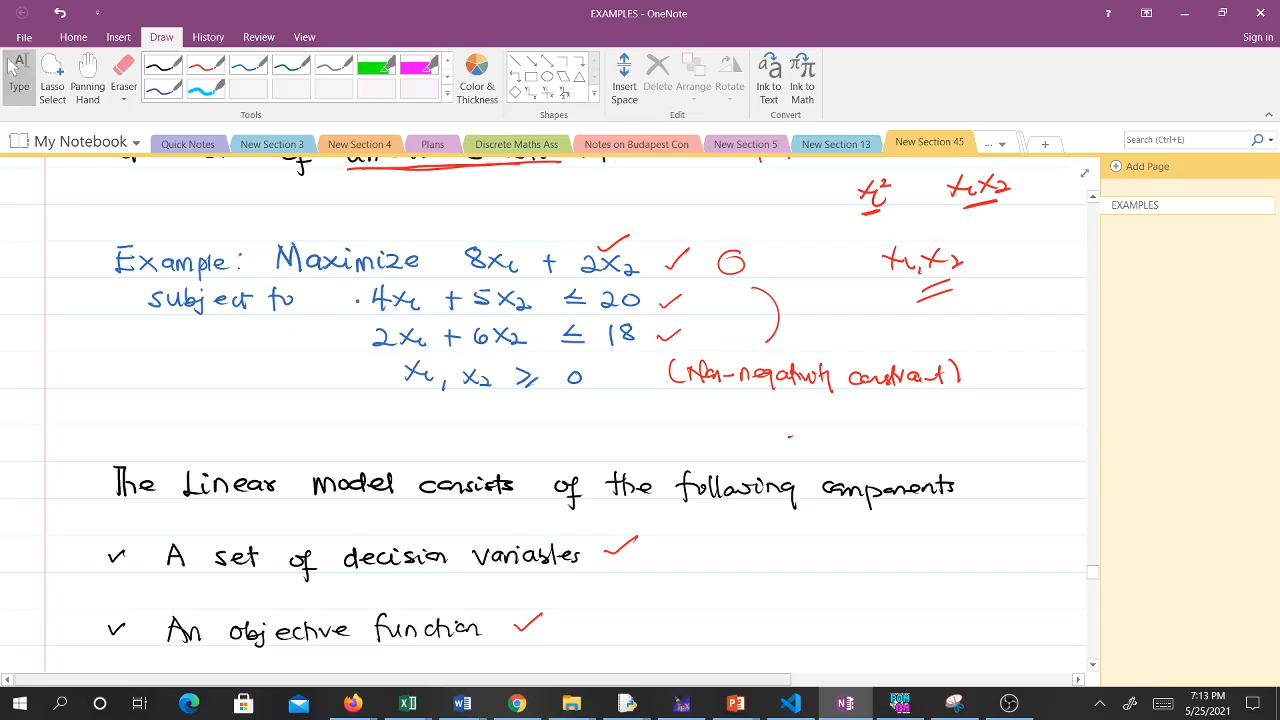 EXAMPLES - OneNote
Sign in
File Home Insert Draw History Review View
Type
Lasso Select
Panning Hand
Eraser
Color & Thickness
Insert Space
Delete
Arrange
Rotate
Ink to Text
Ink to Math
Tools
Shapes
Edit
Convert
My Notebook
Quick Notes
New Section 3
New Section 4
Plans
Discrete Maths Ass
Notes on Budapest Con
New Section 5
New Section 13
New Section 45
...
Search (Ctrl+E)
Add Page
EXAMPLES
x₁² x₁x₂
Example: Maximize 8x₁ + 2x₂ x₁,x₂
subject to 4x₁ + 5x₂ ≤ 20
2x₁ + 6x₂ ≤ 18
x₁, x₂ ≥ 0 (Non-negativity constraint)
The Linear model consists of the following components
✓ A set of decision variables ✓
✓ An objective function ✓
7:13 PM
5/25/2021